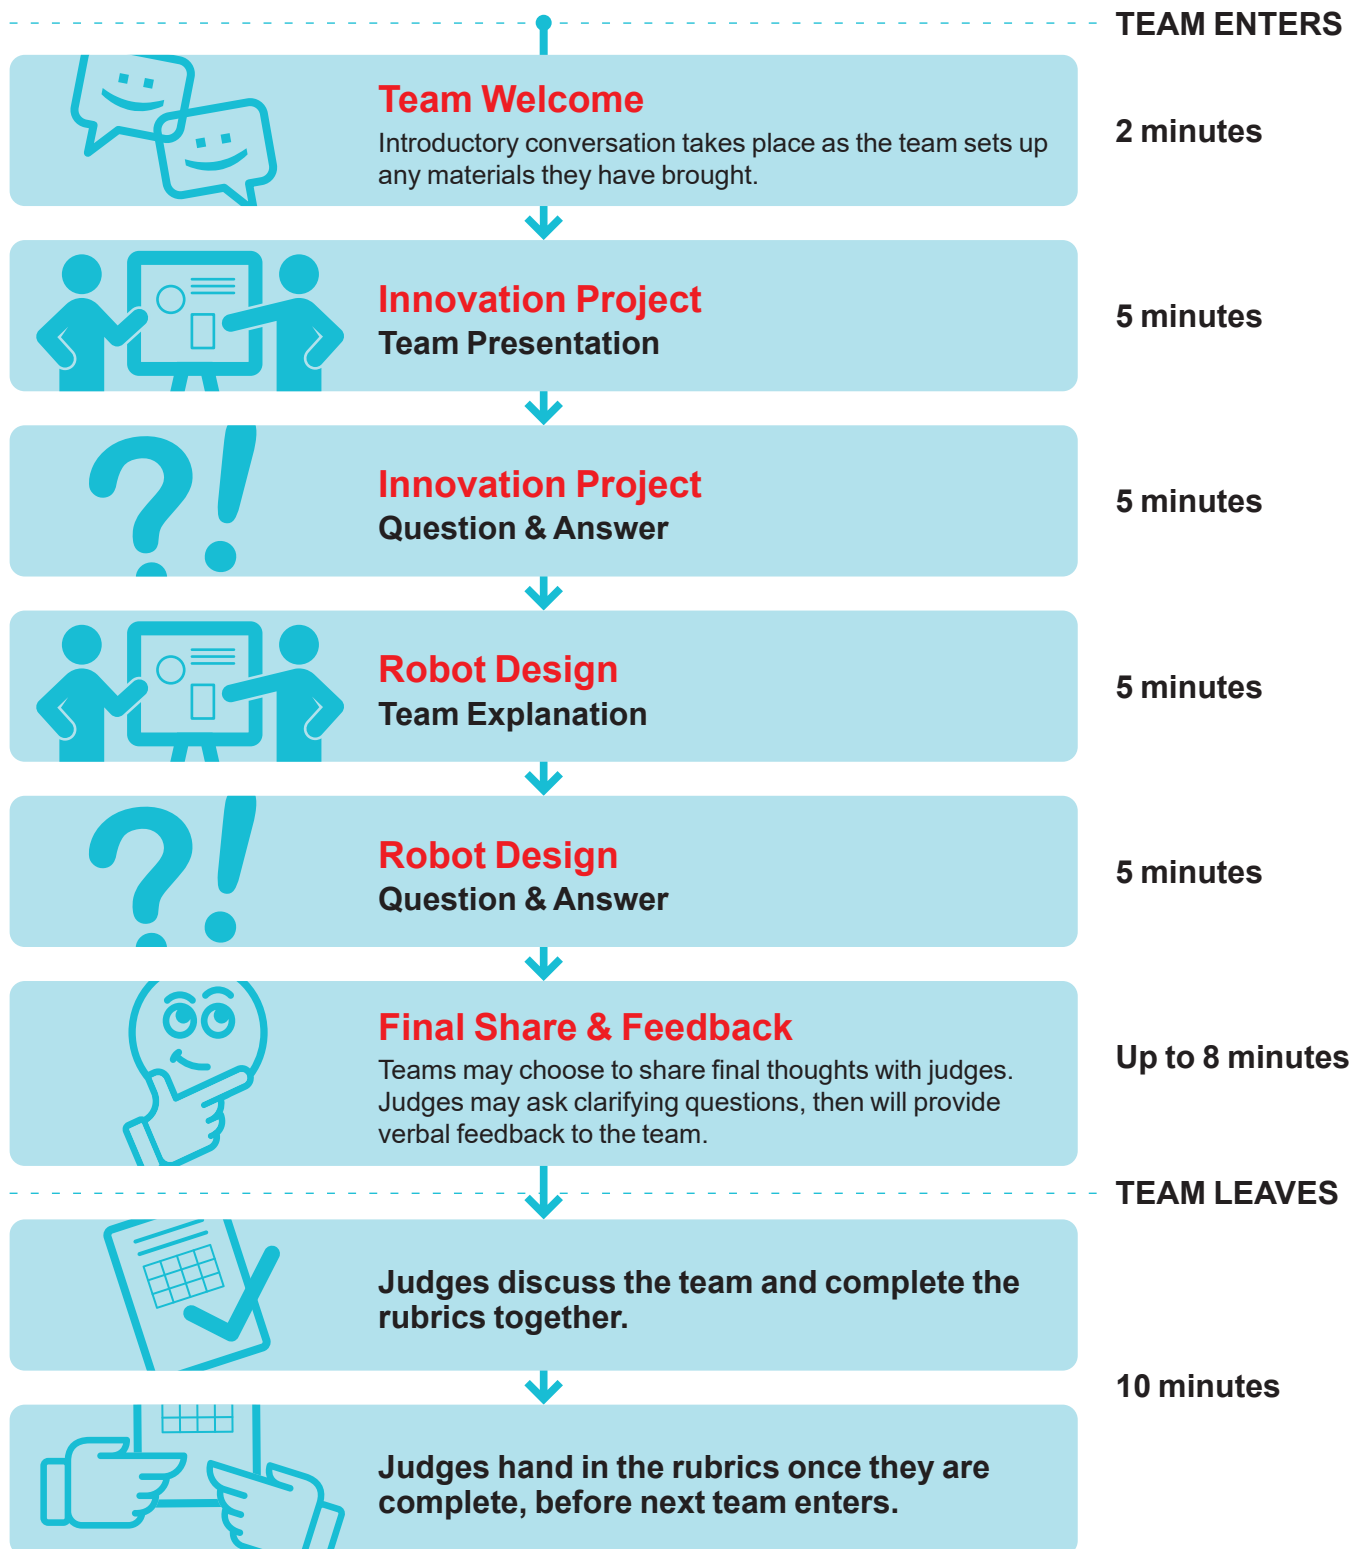 TEAM ENTERS
Team Welcome
Introductory conversation takes place as the team sets up
any materials they have brought.
2 minutes
Innovation Project
Team Presentation
5 minutes
Innovation Project
Question & Answer
5 minutes
Robot Design
Team Explanation
5 minutes
Robot Design
Question & Answer
5 minutes
Final Share & Feedback
Teams may choose to share final thoughts with judges.
Judges may ask clarifying questions, then will provide
verbal feedback to the team.
Up to 8 minutes
TEAM LEAVES
Judges discuss the team and complete the
rubrics together.
10 minutes
Judges hand in the rubrics once they are
complete, before next team enters.